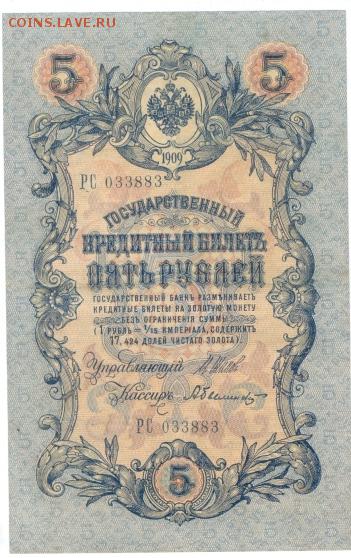 COINS.LAVE.RU
5 5
1909
РС 033883
ГОСУДАРСТВЕННЫЙ
КРЕДИТНЫЙ БИЛЕТЪ
ПЯТЬ РУБЛЕЙ
ГОСУДАРСТВЕННЫЙ БАНКЪ РАЗМѢНИВАЕТЪ
КРЕДИТНЫЕ БИЛЕТЫ НА ЗОЛОТУЮ МОНЕТУ
БЕЗЪ ОГРАНИЧЕНІЯ СУММЫ
(1 РУБЛЬ = 1/15 ИМПЕРІАЛА, СОДЕРЖИТЪ
17,424 ДОЛЕЙ ЧИСТАГО ЗОЛОТА).
Управляющій
Кассиръ
РС 033883
5